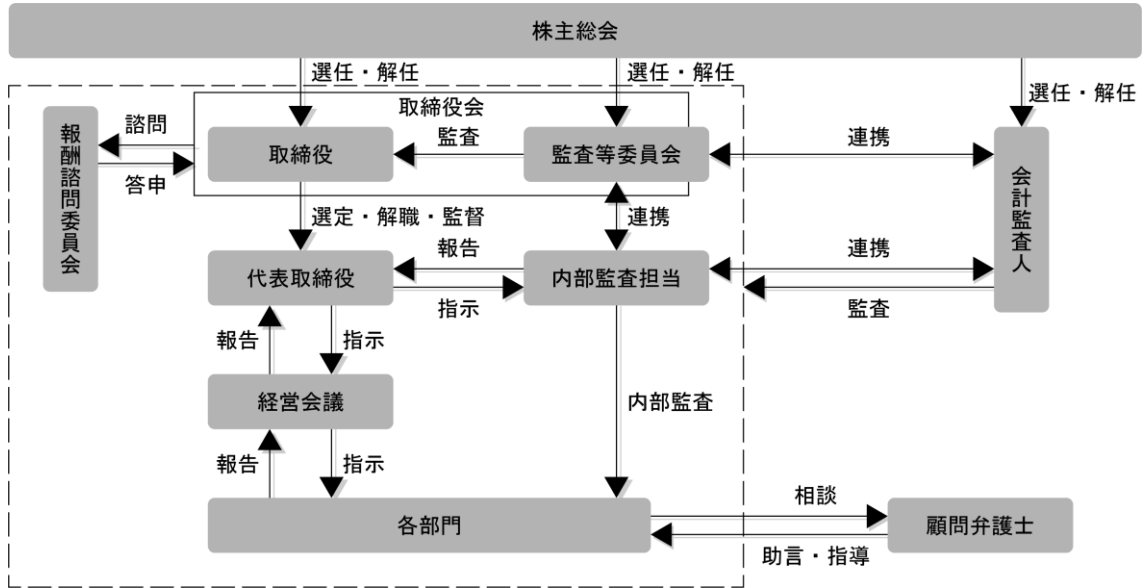 株主総会
選任・解任
選任・解任
選任・解任
取締役会
報酬諮問委員会
諮問
答申
取締役
監査
監査等委員会
連携
会計監査人
選定・解職・監督
連携
代表取締役
報告
指示
内部監査担当
連携
監査
報告
指示
経営会議
内部監査
報告
指示
各部門
相談
助言・指導
顧問弁護士